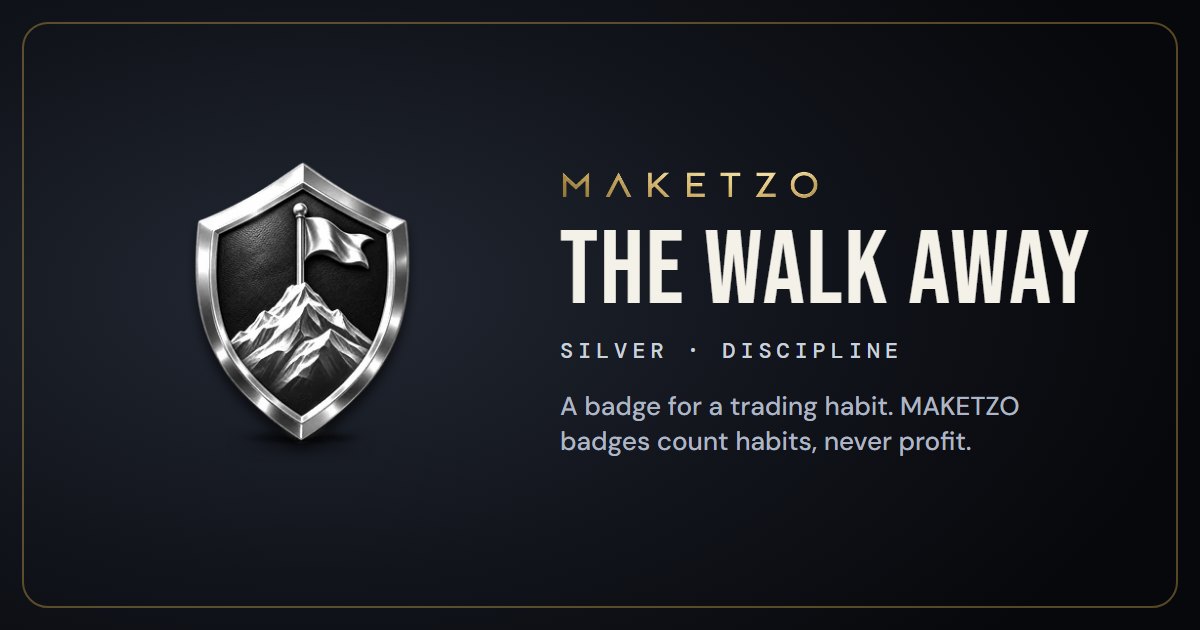 MAKETZO
THE WALK AWAY
SILVER · DISCIPLINE
A badge for a trading habit. MAKETZO
badges count habits, never profit.